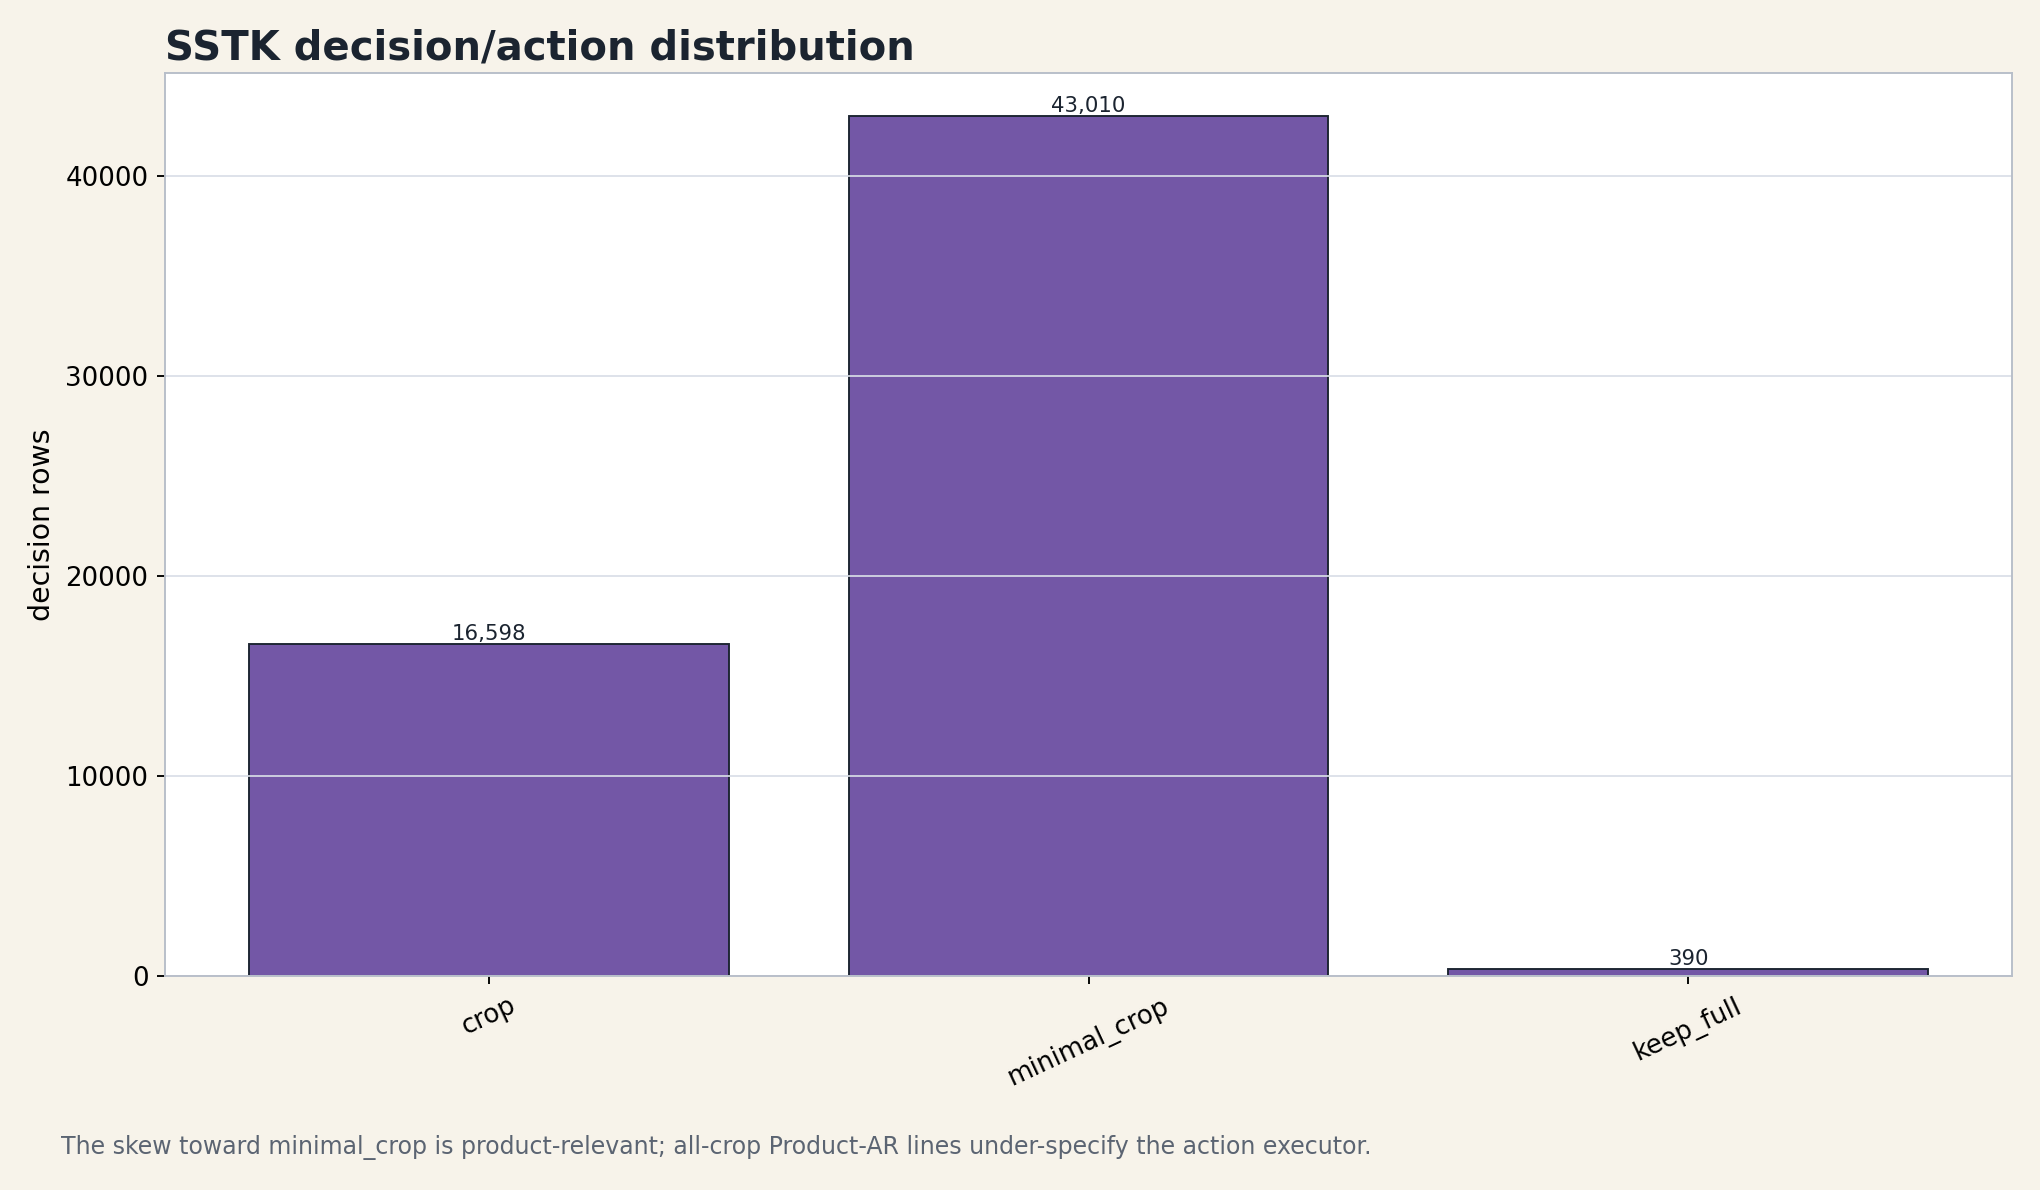 SSTK decision/action distribution
43,010
40000
30000
decision rows
20000
16,598
10000
390
0
crop
minimal_crop
keep_full
The skew toward minimal_crop is product-relevant; all-crop Product-AR lines under-specify the action executor.